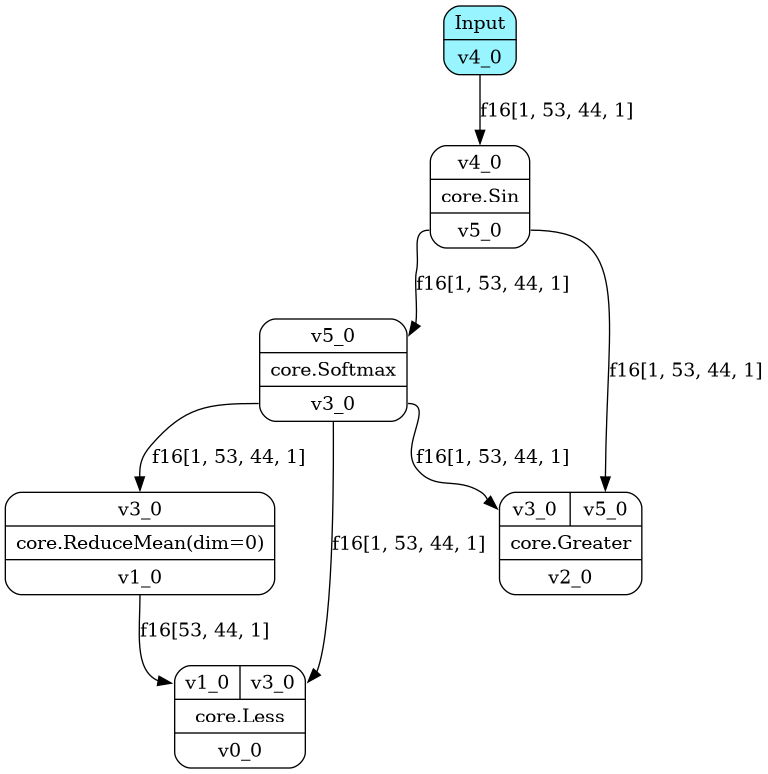 Input
v4_0
f16[1, 53, 44, 1]
v4_0
core.Sin
v5_0
f16[1, 53, 44, 1]
v5_0
core.Softmax
v3_0
f16[1, 53, 44, 1]
f16[1, 53, 44, 1]
f16[1, 53, 44, 1]
v3_0
core.ReduceMean(dim=0)
v1_0
f16[1, 53, 44, 1]
v3_0 v5_0
core.Greater
v2_0
f16[53, 44, 1]
v1_0 v3_0
core.Less
v0_0